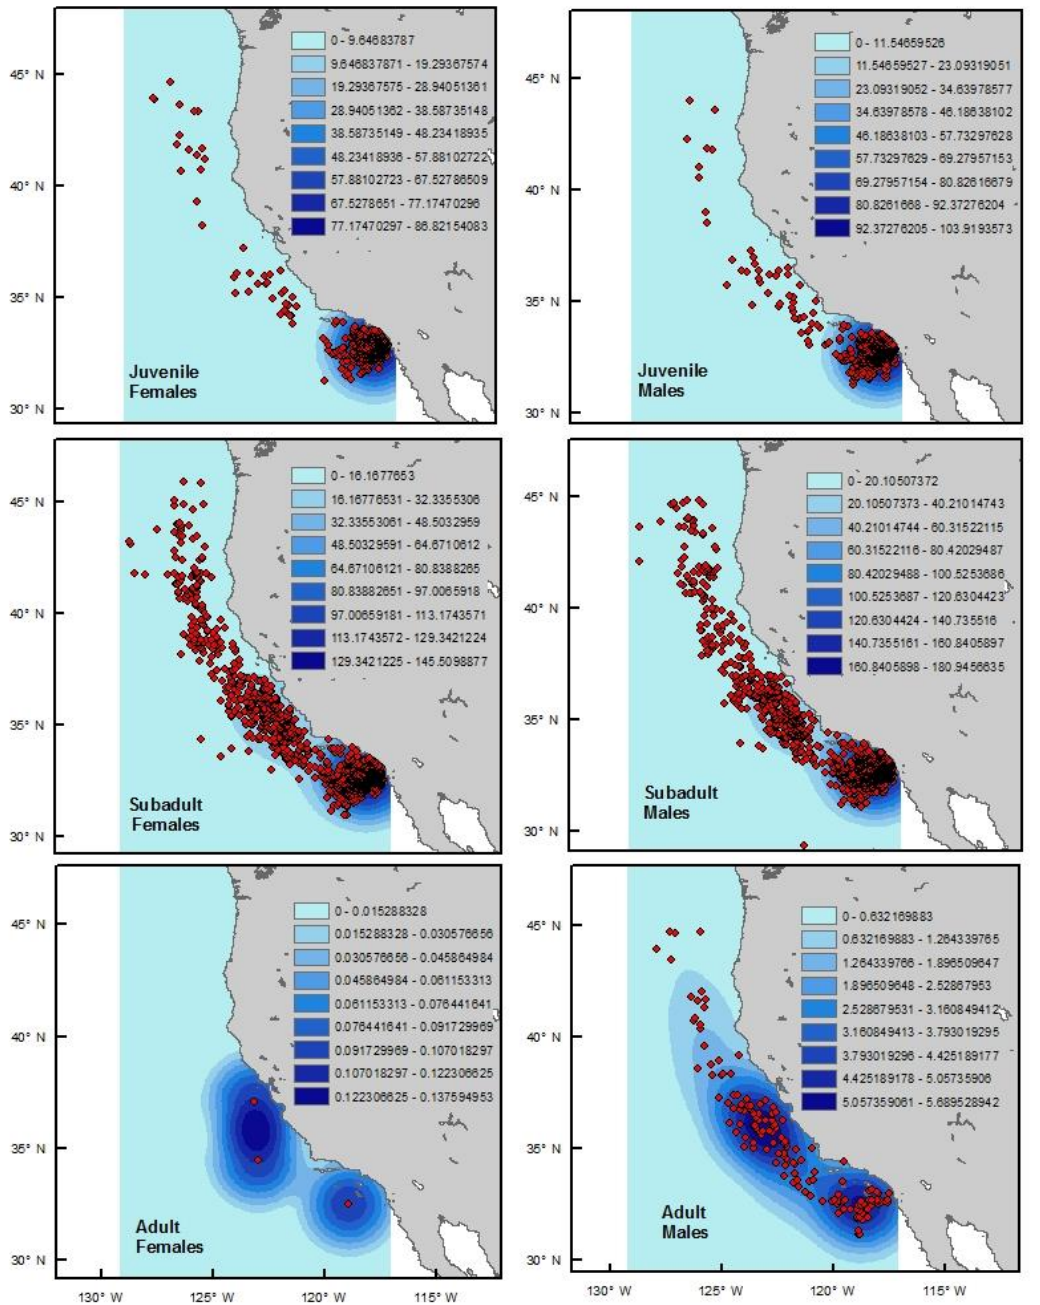 45° N
40° N
35° N
30° N
0 - 9.64683787
9.646837871 - 19.29367574
19.29367575 - 28.94051361
28.94051362 - 38.58735148
38.58735149 - 48.23418935
48.23418936 - 57.88102722
57.88102723 - 67.52786509
67.5278651 - 77.17470296
77.17470297 - 86.82154083
Juvenile
Females
45° N
40° N
35° N
30° N
0 - 11.54659526
11.54659527 - 23.09319051
23.09319052 - 34.63978577
34.63978578 - 46.18638102
46.18638103 - 57.73297628
57.73297629 - 69.27957153
69.27957154 - 80.82616679
80.8261668 - 92.37276204
92.37276205 - 103.9193573
Juvenile
Males
45° N
40° N
35° N
30° N
0 - 16.1677653
16.16776531 - 32.3355306
32.33553061 - 48.5032959
48.50329591 - 64.6710612
64.67106121 - 80.8388265
80.83882651 - 97.0065918
97.00659181 - 113.1743571
113.1743572 - 129.3421224
129.3421225 - 145.5098877
Subadult
Females
45° N
40° N
35° N
30° N
0 - 20.10507372
20.10507373 - 40.21014743
40.21014744 - 60.31522115
60.31522116 - 80.42029487
80.42029488 - 100.5253686
100.5253687 - 120.6304423
120.6304424 - 140.735516
140.7355161 - 160.8405897
160.8405898 - 180.9456635
Subadult
Males
45° N
40° N
35° N
30° N
0 - 0.015288328
0.015288328 - 0.030576656
0.030576656 - 0.045864984
0.045864984 - 0.061153313
0.061153313 - 0.076441641
0.076441641 - 0.091729969
0.091729969 - 0.107018297
0.107018297 - 0.122306625
0.122306625 - 0.137594953
Adult
Females
130° W 125° W 120° W 115° W
45° N
40° N
35° N
30° N
0 - 0.632169883
0.632169883 - 1.264339765
1.264339766 - 1.896509647
1.896509648 - 2.52867953
2.528679531 - 3.160849412
3.160849413 - 3.793019295
3.793019296 - 4.425189177
4.425189178 - 5.05735906
5.057359061 - 5.689528942
Adult
Males
130° W 125° W 120° W 115° W